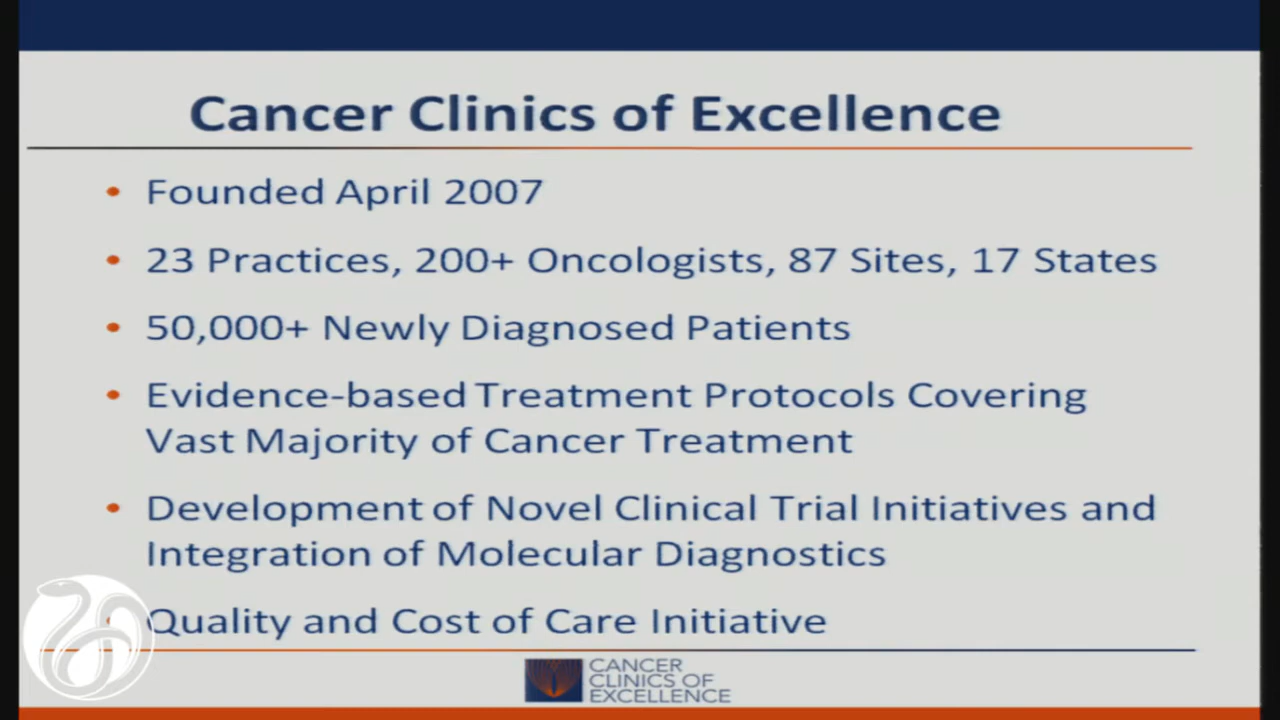 Cancer Clinics of Excellence
• Founded April 2007
• 23 Practices, 200+ Oncologists, 87 Sites, 17 States
• 50,000+ Newly Diagnosed Patients
• Evidence-based Treatment Protocols Covering
Vast Majority of Cancer Treatment
• Development of Novel Clinical Trial Initiatives and
Integration of Molecular Diagnostics
• Quality and Cost of Care Initiative
CANCER
CLINICS OF
EXCELLENCE